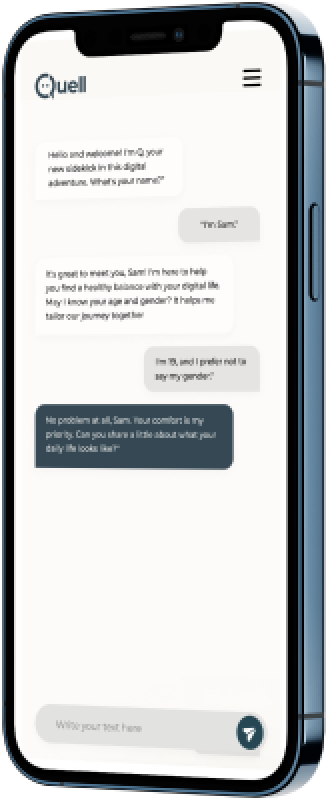 Quell
Hello and welcome! I'm Q, your
new sidekick in this digital
adventure. What's your name?"
"I'm Sam."
It's great to meet you, Sam! I'm here to help
you find a healthy balance with your digital life.
May I know your age and gender? It helps me
tailor our journey together
I'm 19, and I prefer not to
say my gender."
No problem at all, Sam. Your comfort is my
priority. Can you share a little about what your
daily life looks like?"
Write your text here